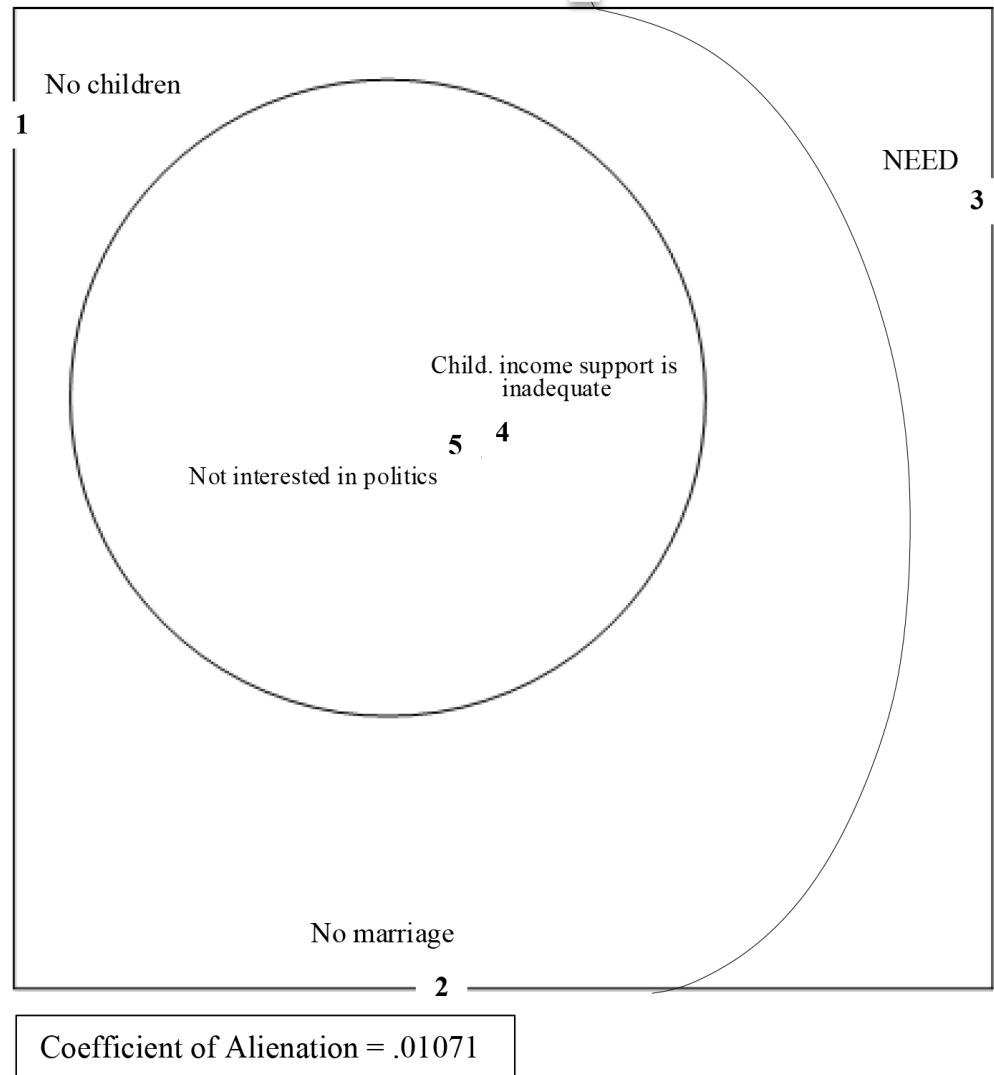 No children
1
NEED
3
Child. income support is
inadequate
4
5
Not interested in politics
No marriage
2
Coefficient of Alienation = .01071